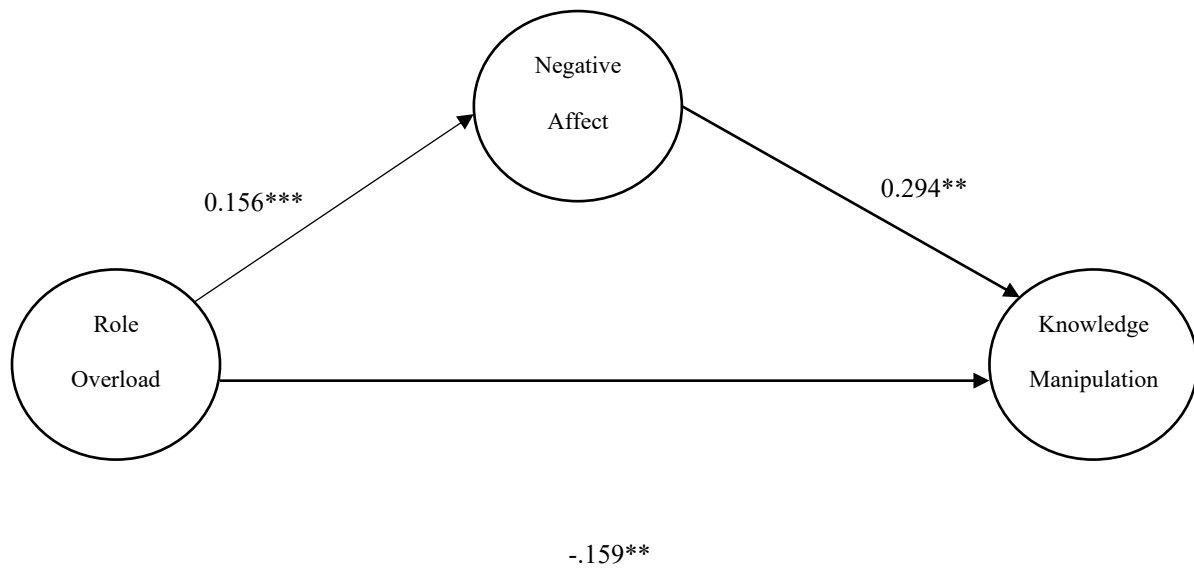 Negative
Affect
0.156***
0.294**
Role
Overload
Knowledge
Manipulation
-.159**